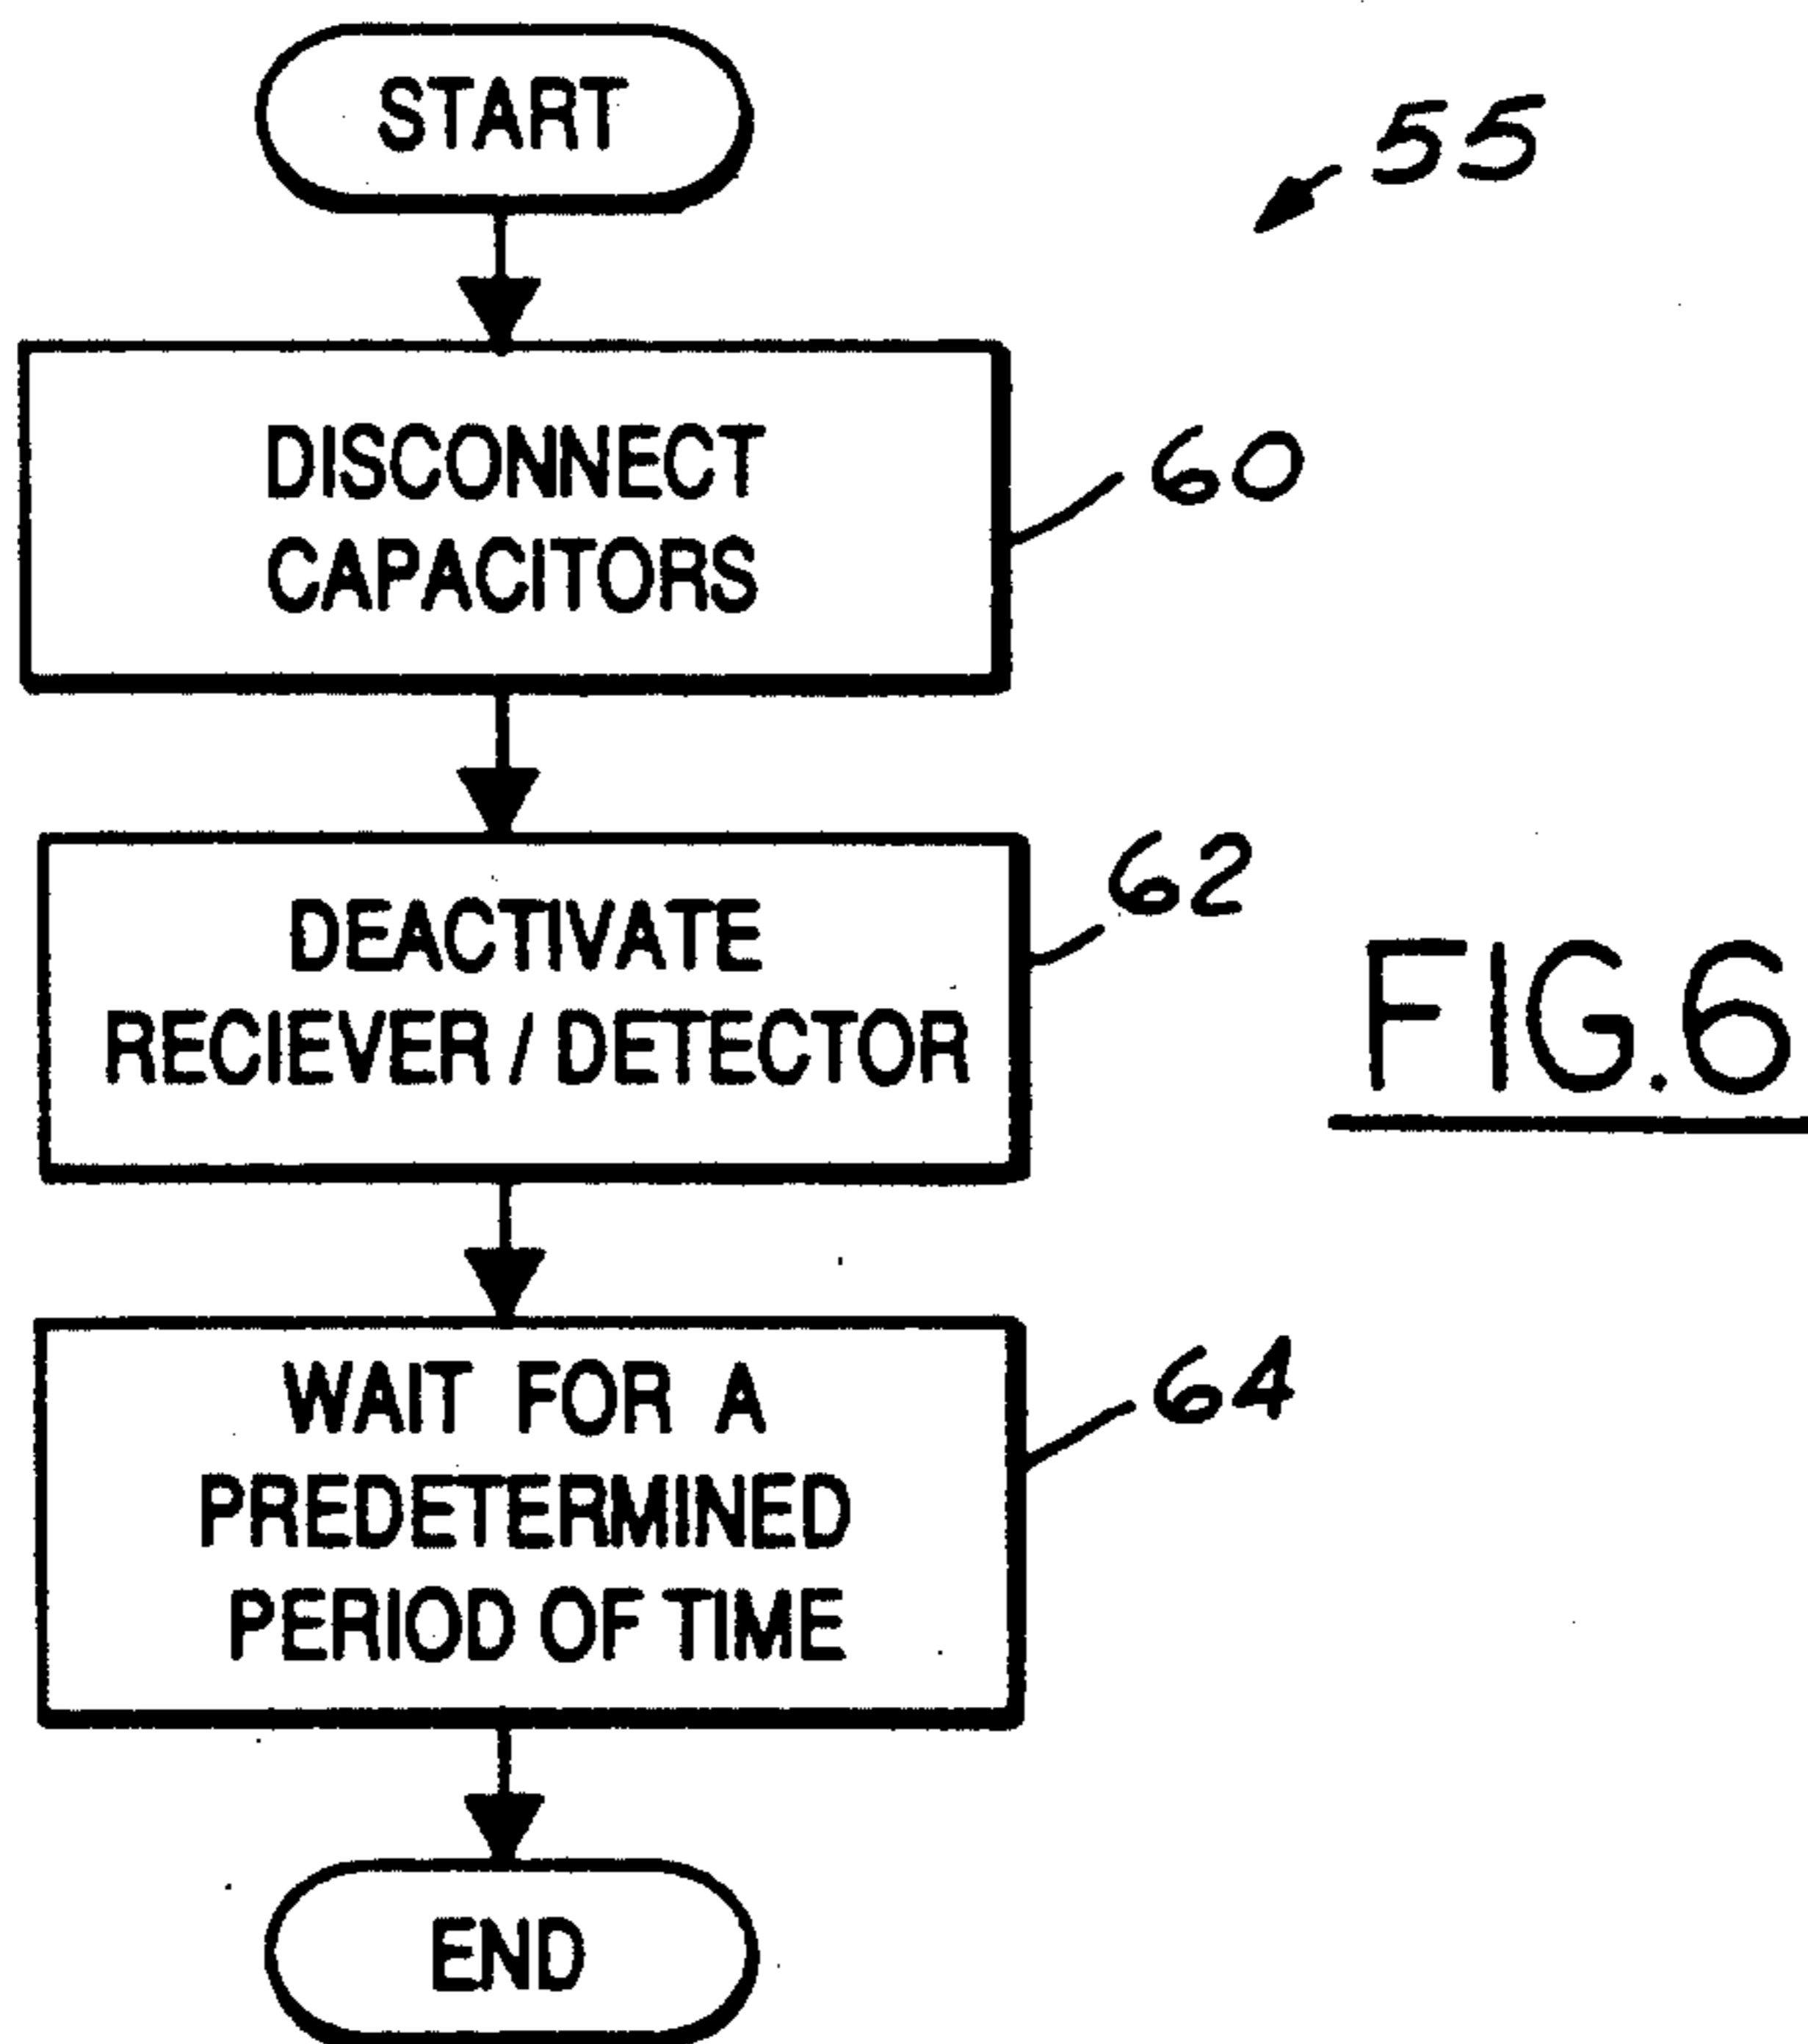 START
55
DISCONNECT
CAPACITORS
60
DEACTIVATE
RECIEVER / DETECTOR
62
FIG.6
WAIT FOR A
PREDETERMINED
PERIOD OF TIME
64
END